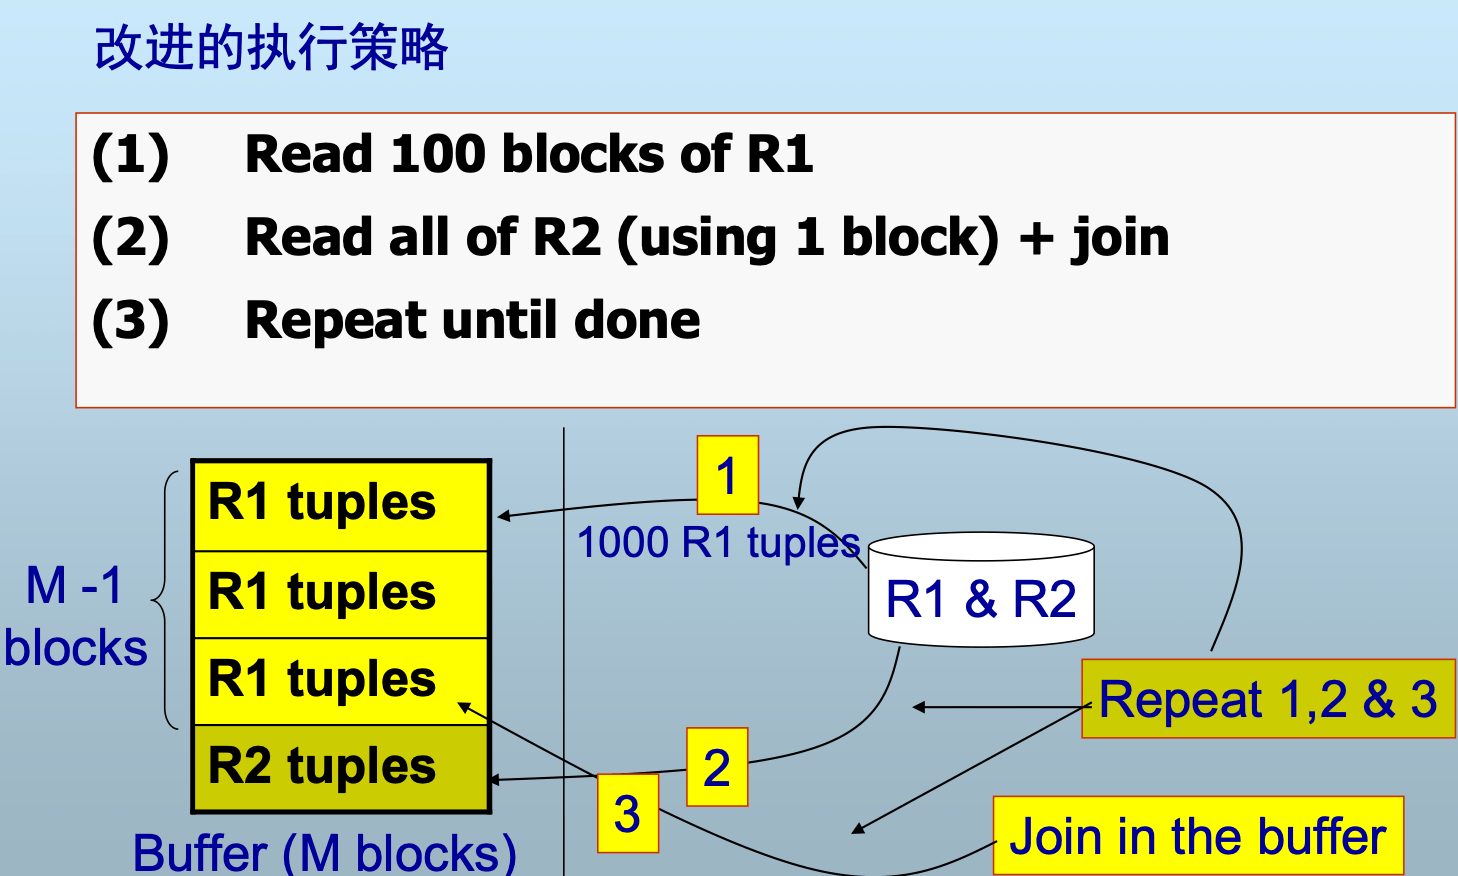 改进的执行策略
(1) Read 100 blocks of R1
(2) Read all of R2 (using 1 block) + join
(3) Repeat until done
1
R1 tuples
1000 R1 tuples
R1 & R2
M -1
blocks
R1 tuples
R1 tuples
Repeat 1,2 & 3
R2 tuples
2
3
Join in the buffer
Buffer (M blocks)